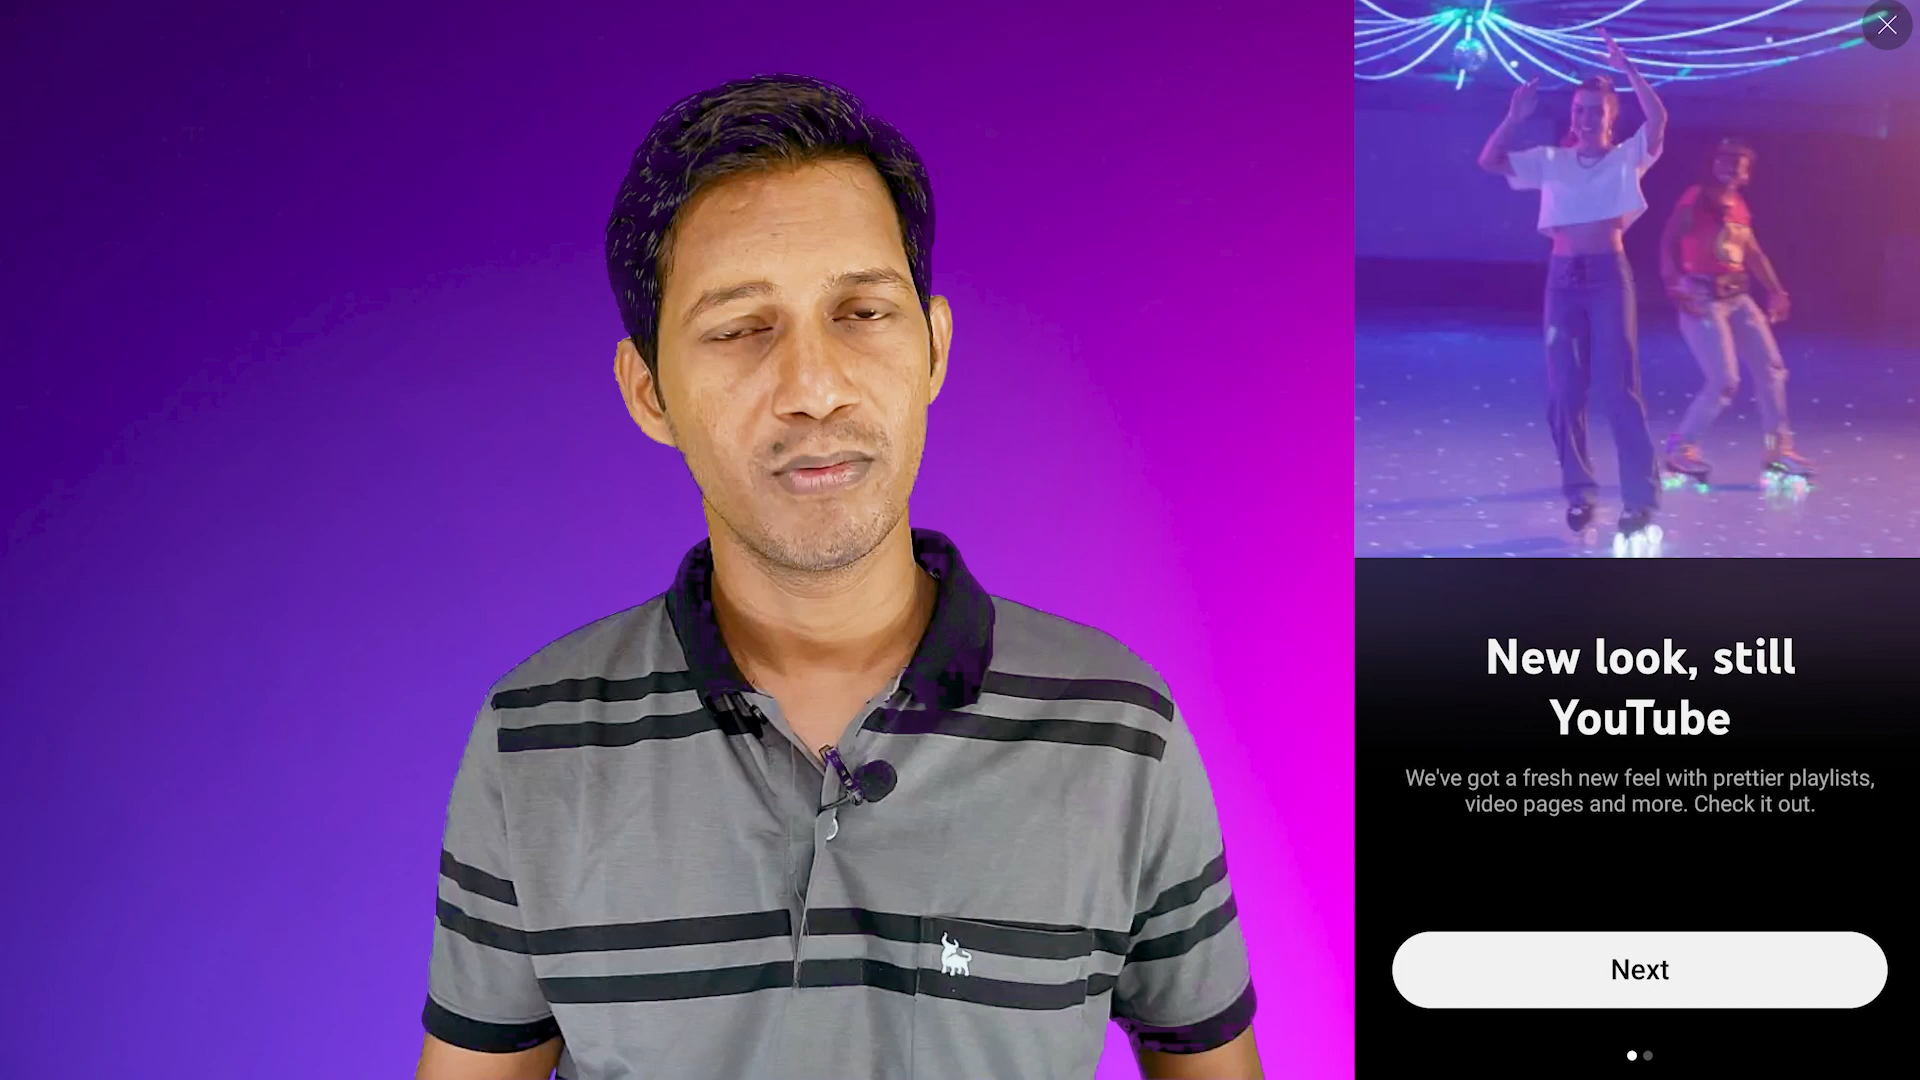 New look, still
YouTube
We've got a fresh new feel with prettier playlists,
video pages and more. Check it out.
Next